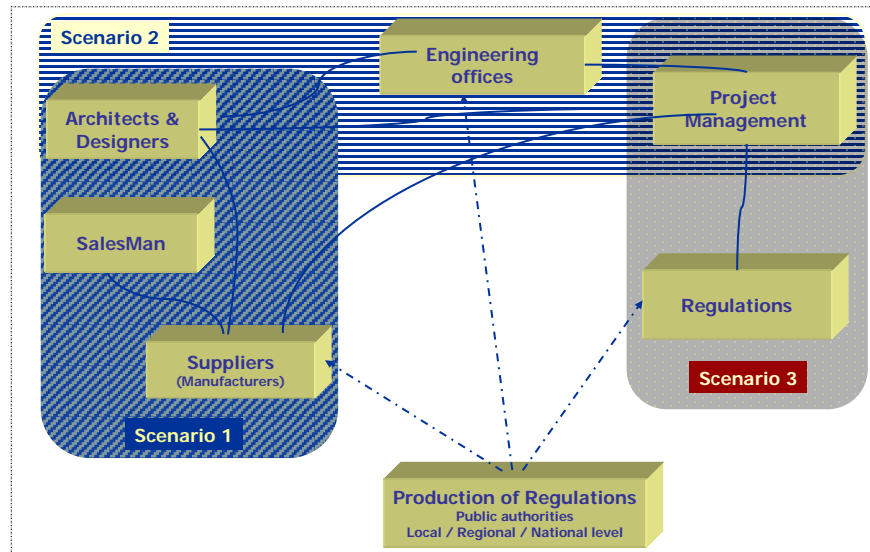 Scenario 2
Engineering
offices
Architects &
Designers
Project
Management
SalesMan
Regulations
Suppliers
(Manufacturers)
Scenario 3
Scenario 1
Production of Regulations
Public authorities
Local / Regional / National level